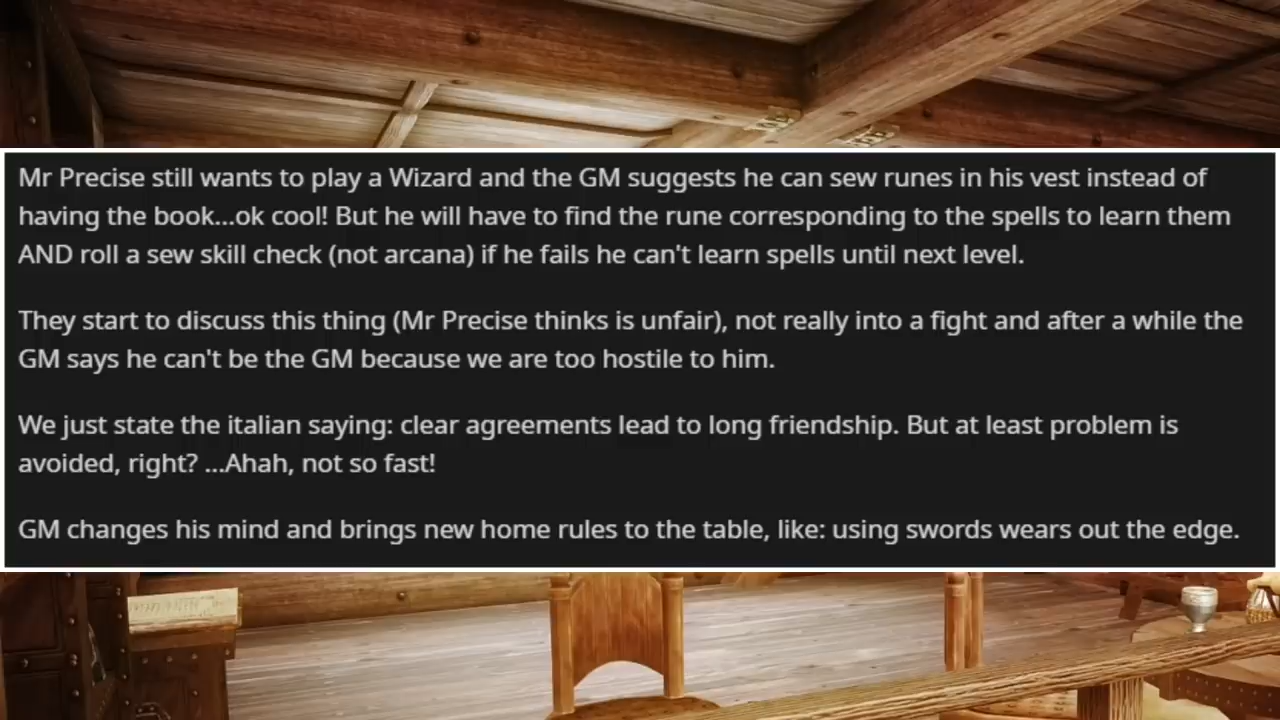 Mr Precise still wants to play a Wizard and the GM suggests he can sew runes in his vest instead of
having the book...ok cool! But he will have to find the rune corresponding to the spells to learn them
AND roll a sew skill check (not arcana) if he fails he can't learn spells until next level.
They start to discuss this thing (Mr Precise thinks is unfair), not really into a fight and after a while the
GM says he can't be the GM because we are too hostile to him.
We just state the italian saying: clear agreements lead to long friendship. But at least problem is
avoided, right? ...Ahah, not so fast!
GM changes his mind and brings new home rules to the table, like: using swords wears out the edge.